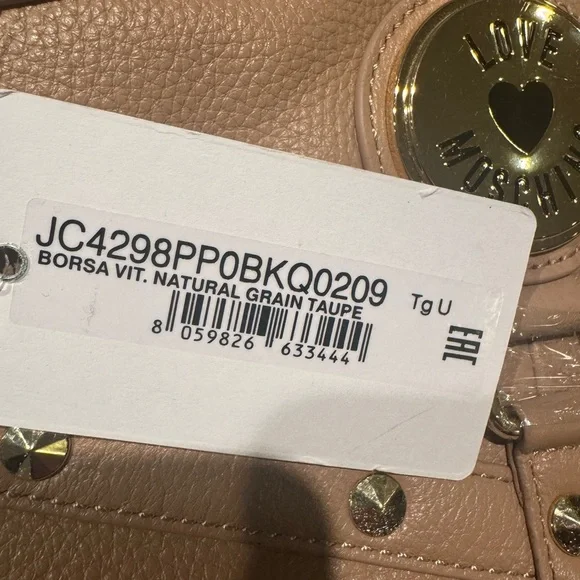 LOVE
MOSCHINO
JC4298PP0BKQ0209
BORSA VIT. NATURAL GRAIN TAUPE
Tg U
8 059826 633444
EAC